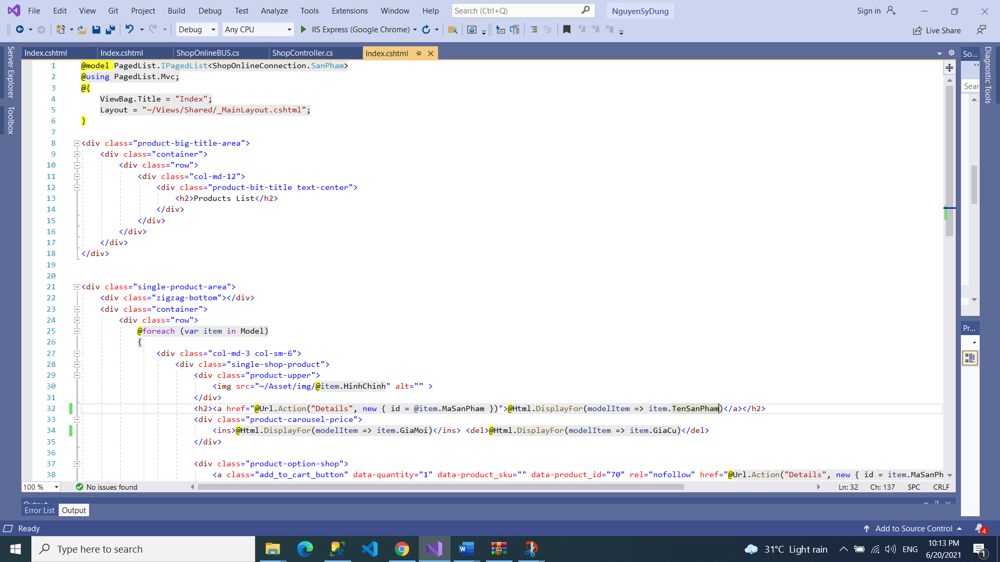 File Edit View Git Project Build Debug Test Analyze Tools Extensions Window Help Search (Ctrl+Q) NguyenSyDung Sign in
Debug Any CPU IIS Express (Google Chrome) Live Share
Server Explorer
Toolbox
Index.cshtml Index.cshtml ShopOnlineBUS.cs ShopController.cs Index.cshtml
So...
Sear
Pr...
Diagnostic Tools
1 @model PagedList.IPagedList<ShopOnlineConnection.SanPham>
2 @using PagedList.Mvc;
3 @{
4 ViewBag.Title = "Index";
5 Layout = "~/Views/Shared/_MainLayout.cshtml";
6 }
7
8 <div class="product-big-title-area">
9 <div class="container">
10 <div class="row">
11 <div class="col-md-12">
12 <div class="product-bit-title text-center">
13 <h2>Products List</h2>
14 </div>
15 </div>
16 </div>
17 </div>
18 </div>
19
20
21 <div class="single-product-area">
22 <div class="zigzag-bottom"></div>
23 <div class="container">
24 <div class="row">
25 @foreach (var item in Model)
26 {
27 <div class="col-md-3 col-sm-6">
28 <div class="single-shop-product">
29 <div class="product-upper">
30 <img src="~/Asset/img/@item.HinhChinh" alt="" >
31 </div>
32 <h2><a href="@Url.Action("Details", new { id = @item.MaSanPham })">@Html.DisplayFor(modelItem => item.TenSanPham)</a></h2>
33 <div class="product-carousel-price">
34 <ins>@Html.DisplayFor(modelItem => item.GiaMoi)</ins> <del>@Html.DisplayFor(modelItem => item.GiaCu)</del>
35 </div>
36
37 <div class="product-option-shop">
38 <a class="add_to_cart_button" data-quantity="1" data-product_sku="" data-product_id="70" rel="nofollow" href="@Url.Action("Details", new { id = item.MaSanPh
100 % No issues found Ln: 32 Ch: 137 SPC CRLF
Output
Error List Output
Ready Add to Source Control 4
Type here to search 31°C Light rain ENG 10:13 PM
6/20/2021 1